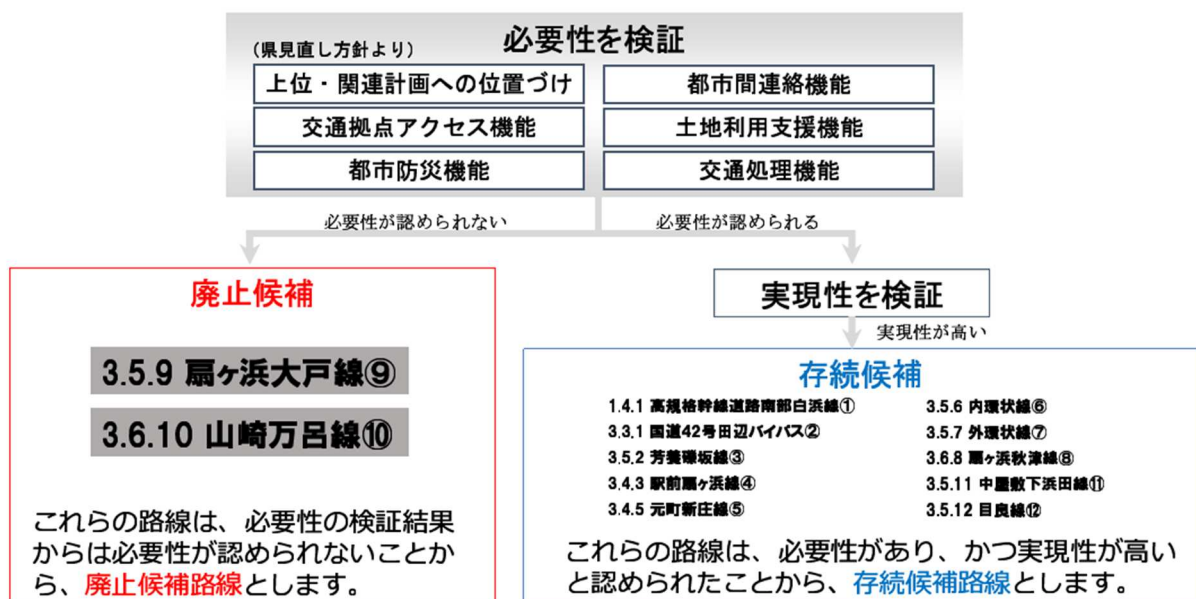 必要性を検証
(県見直し方針より)
上位・関連計画への位置づけ
都市間連絡機能
交通拠点アクセス機能
土地利用支援機能
都市防災機能
交通処理機能
必要性が認められない
必要性が認められる
廃止候補
3.5.9 扇ヶ浜大戸線⑨
3.6.10 山崎万呂線⑩
これらの路線は、必要性の検証結果
からは必要性が認められないことか
ら、廃止候補路線とします。
実現性を検証
実現性が高い
存続候補
1.4.1 高規格幹線道路南部白浜線①
3.3.1 国道42号田辺バイパス②
3.5.2 芳養礫坂線③
3.4.3 駅前扇ヶ浜線④
3.4.5 元町新庄線⑤
3.5.6 内環状線⑥
3.5.7 外環状線⑦
3.6.8 扇ヶ浜秋津線⑧
3.5.11 中屋敷下浜田線⑪
3.5.12 目良線⑫
これらの路線は、必要性があり、かつ実現性が高い
と認められたことから、存続候補路線とします。